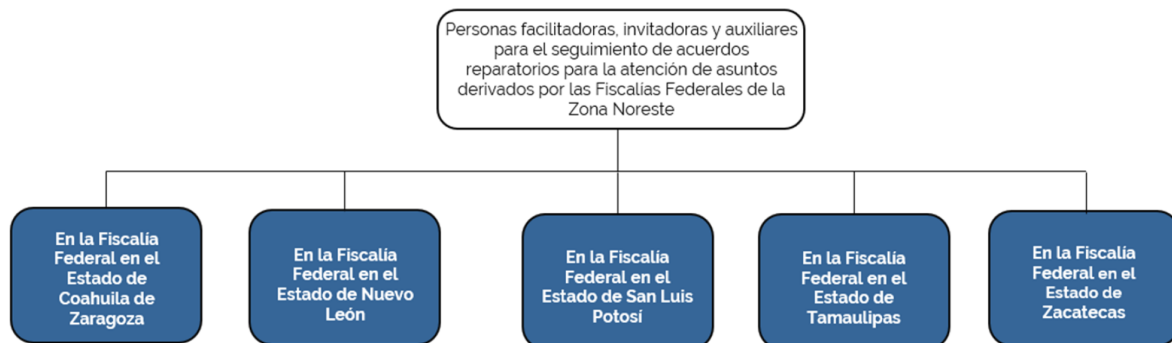 Personas facilitadoras, invitadoras y auxiliares
para el seguimiento de acuerdos
reparatorios para la atención de asuntos
derivados por las Fiscalías Federales de la
Zona Noreste
En la Fiscalía
Federal en el
Estado de
Coahuila de
Zaragoza
En la Fiscalía
Federal en el
Estado de Nuevo
León
En la Fiscalía
Federal en el
Estado de San Luis
Potosí
En la Fiscalía
Federal en el
Estado de
Tamaulipas
En la Fiscalía
Federal en el
Estado de
Zacatecas